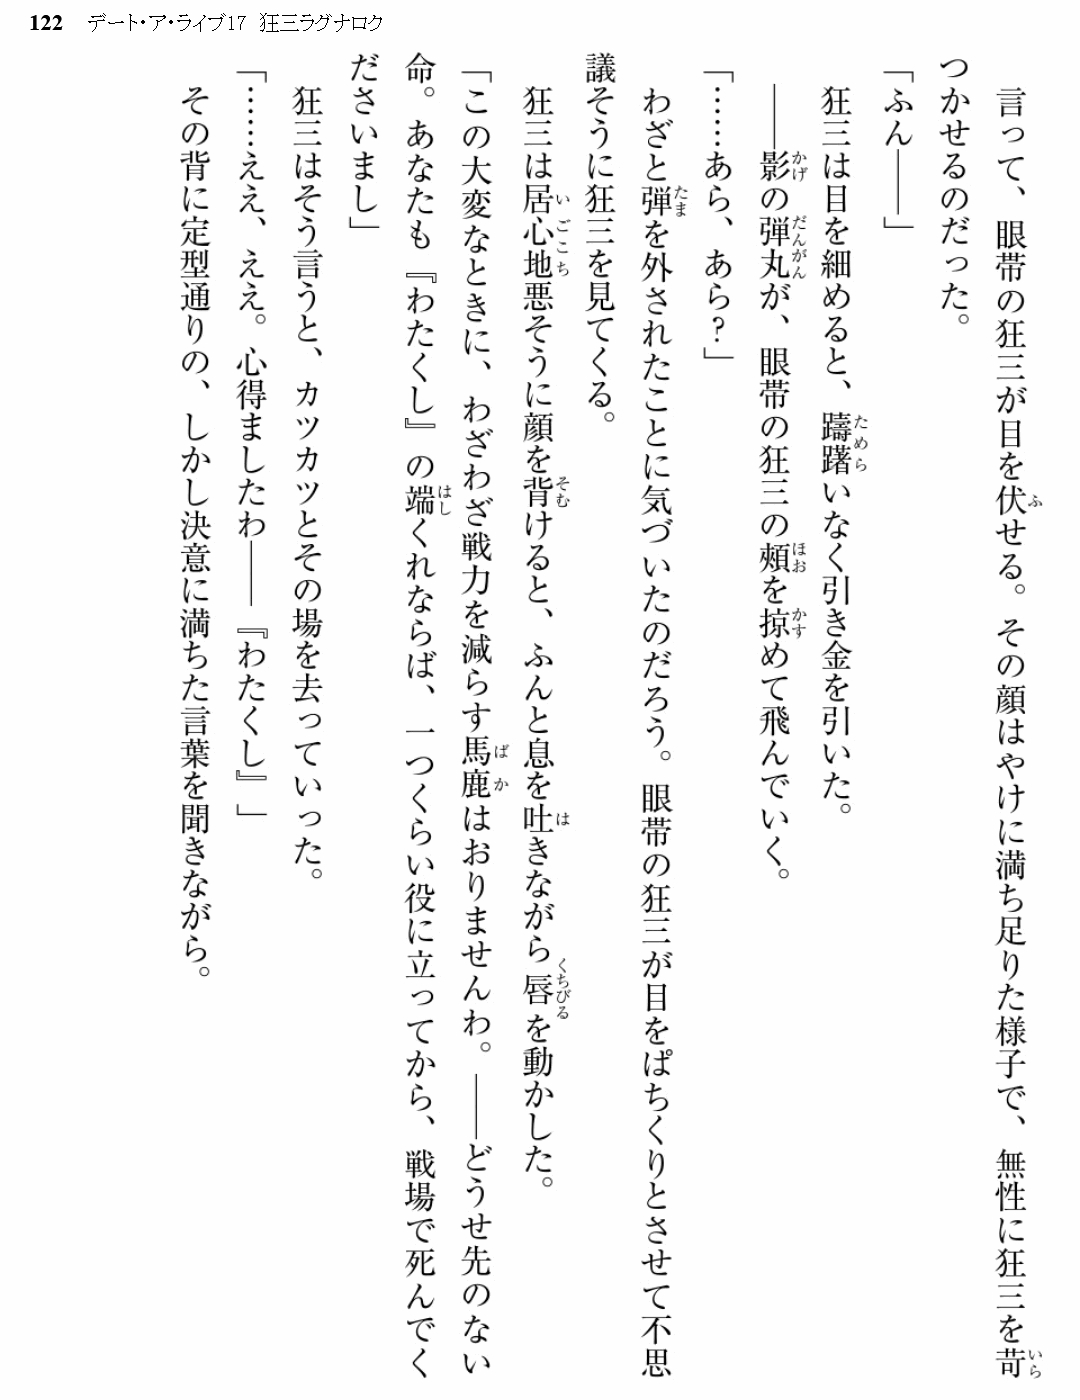 122 デート・ア・ライブ17 狂三ラグナロク
言って、眼帯の狂三が目を伏せる。その顔はやけに満ち足りた様子で、無性に狂三を苛
つかせるのだった。
「ふん――」
狂三は目を細めると、躊躇いなく引き金を引いた。
――影の弾丸が、眼帯の狂三の頰を掠めて飛んでいく。
「……あら、あら？」
わざと弾を外されたことに気づいたのだろう。眼帯の狂三が目をぱちくりとさせて不思
議そうに狂三を見てくる。
狂三は居心地悪そうに顔を背けると、ふんと息を吐きながら唇を動かした。
「この大変なときに、わざわざ戦力を減らす馬鹿はおりませんわ。――どうせ先のない
命。あなたも『わたくし』の端くれならば、一つくらい役に立ってから、戦場で死んでく
ださいまし」
狂三はそう言うと、カツカツとその場を去っていった。
「……ええ、ええ。心得ましたわ――『わたくし』」
その背に定型通りの、しかし決意に満ちた言葉を聞きながら。